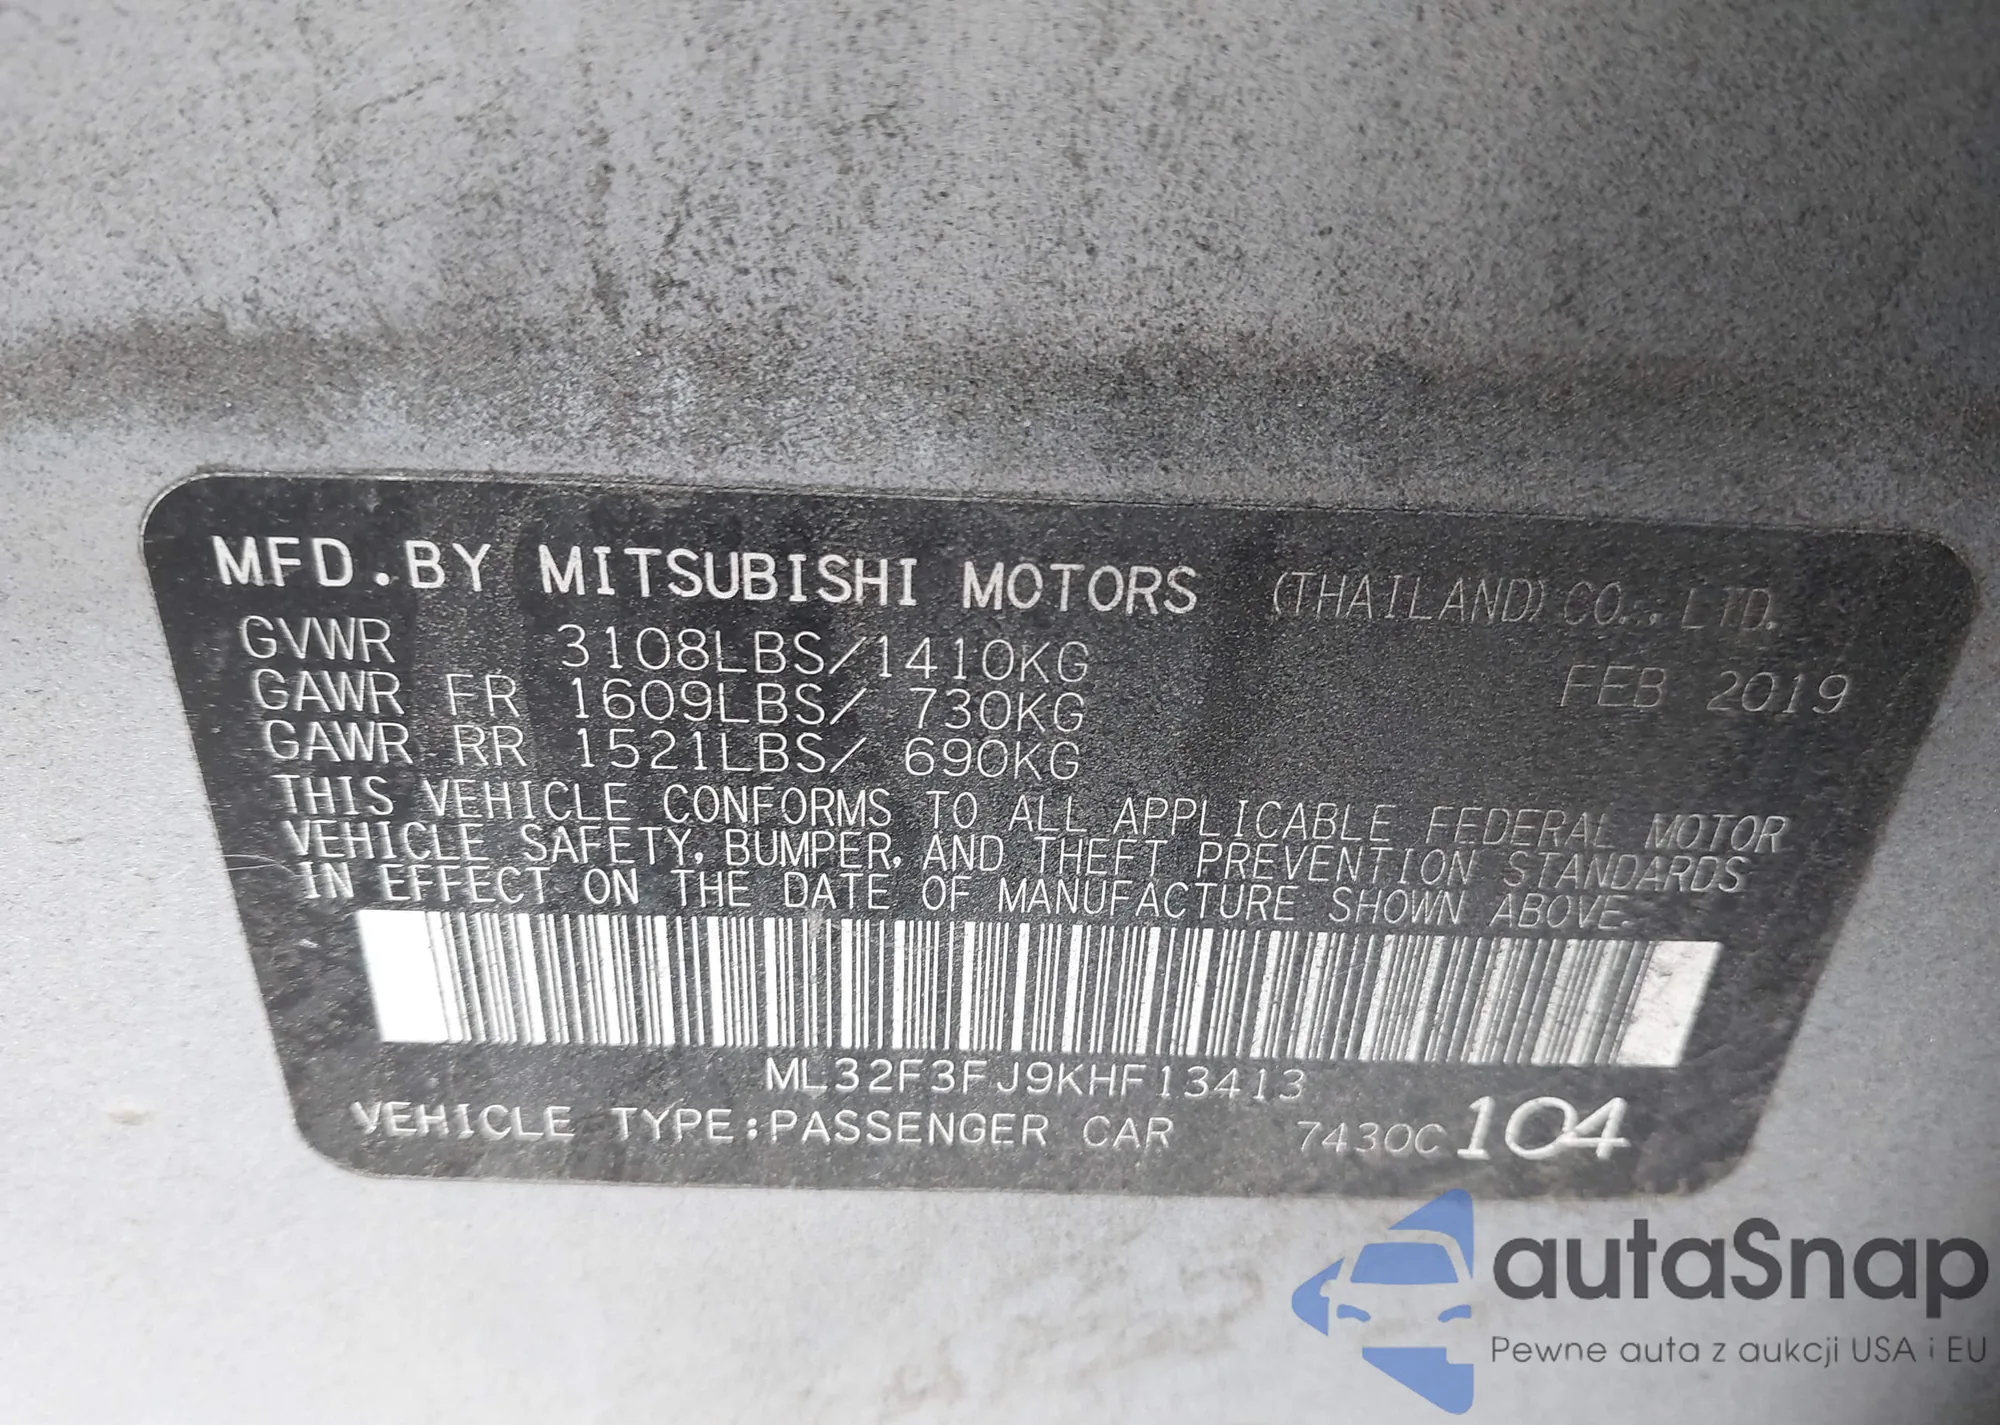 MFD.BY MITSUBISHI MOTORS (THAILAND) CO., LTD.
GVWR 3108LBS/1410KG FEB 2019
GAWR FR 1609LBS/ 730KG
GAWR RR 1521LBS/ 690KG
THIS VEHICLE CONFORMS TO ALL APPLICABLE FEDERAL MOTOR
VEHICLE SAFETY, BUMPER, AND THEFT PREVENTION STANDARDS
IN EFFECT ON THE DATE OF MANUFACTURE SHOWN ABOVE.
ML32F3FJ9KHF13413
VEHICLE TYPE:PASSENGER CAR 7430C104
autaSnap
Pewne auta z aukcji USA i EU